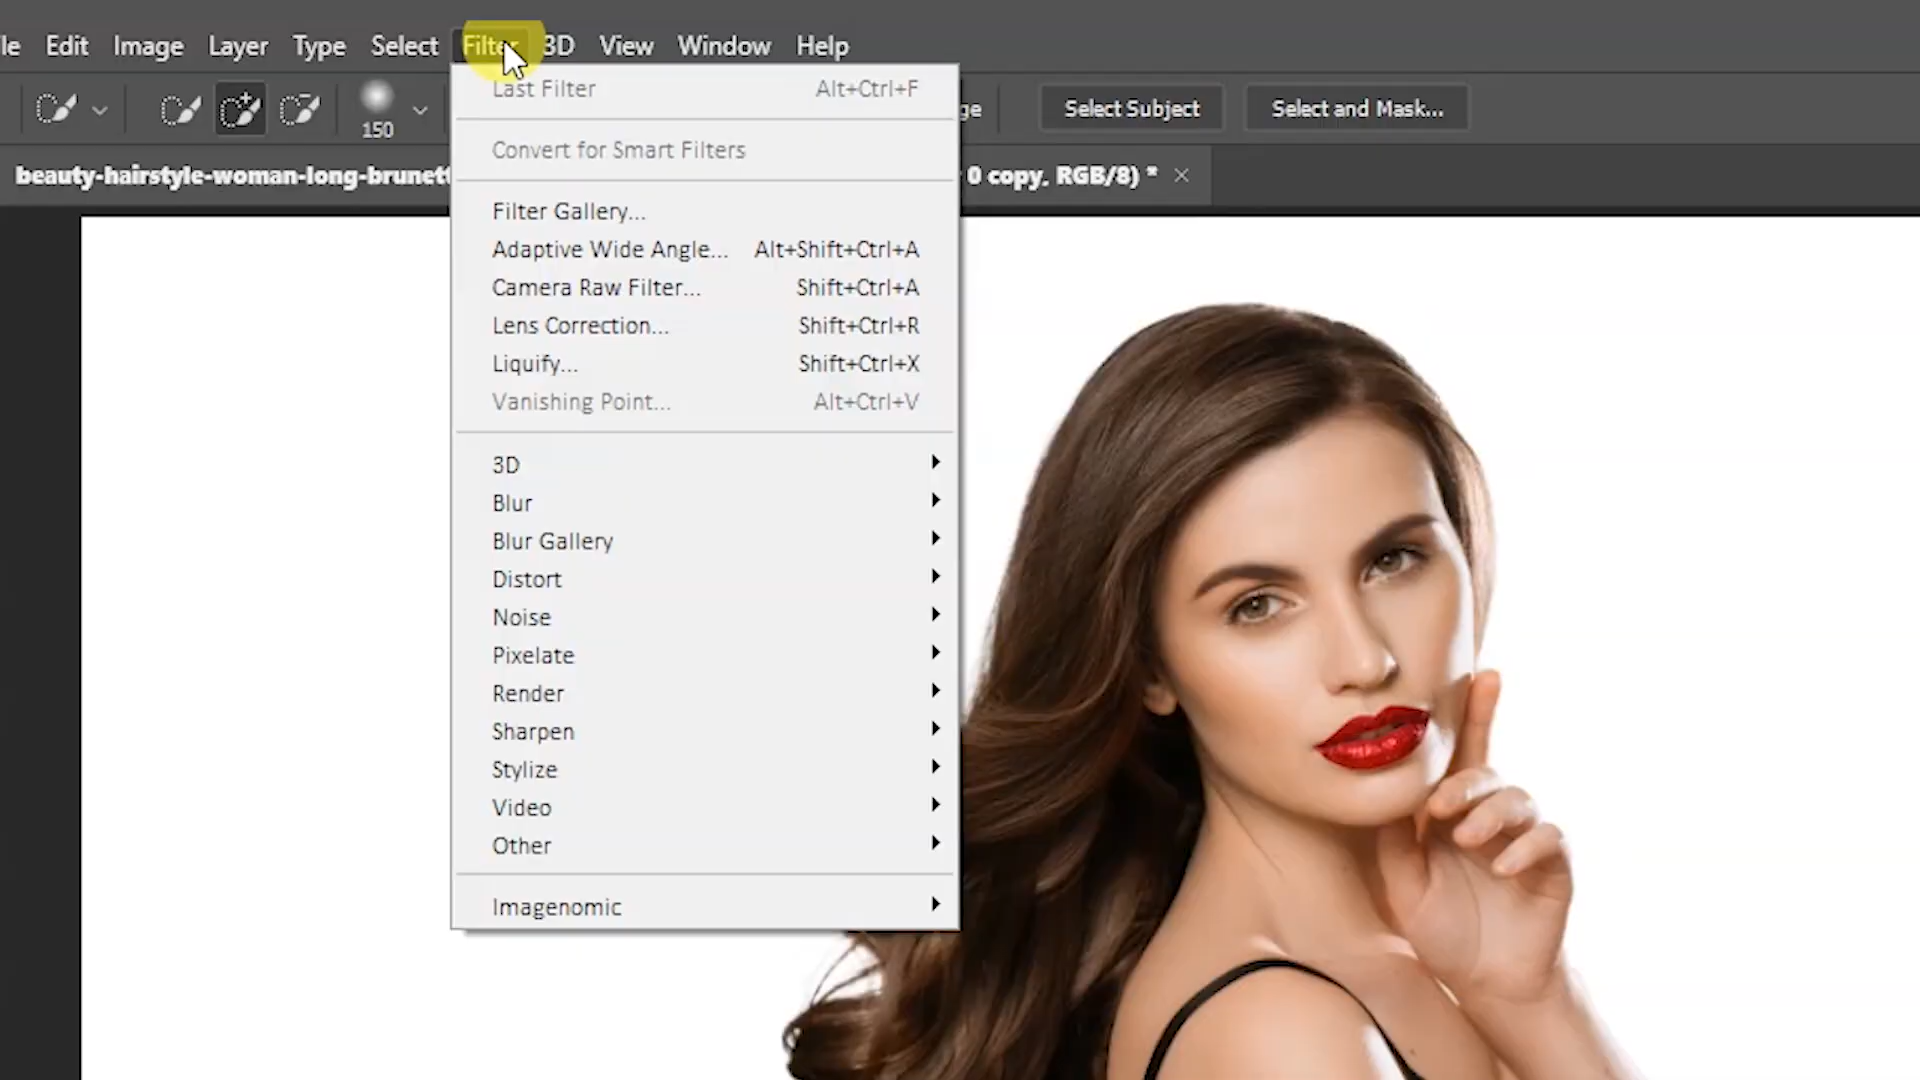 le Edit Image Layer Type Select Filter 3D View Window Help
150
ge
Select Subject
Select and Mask...
beauty-hairstyle-woman-long-brunett
0 copy, RGB/8) * ×
Last Filter Alt+Ctrl+F
Convert for Smart Filters
Filter Gallery...
Adaptive Wide Angle... Alt+Shift+Ctrl+A
Camera Raw Filter... Shift+Ctrl+A
Lens Correction... Shift+Ctrl+R
Liquify... Shift+Ctrl+X
Vanishing Point... Alt+Ctrl+V
3D
Blur
Blur Gallery
Distort
Noise
Pixelate
Render
Sharpen
Stylize
Video
Other
Imagenomic